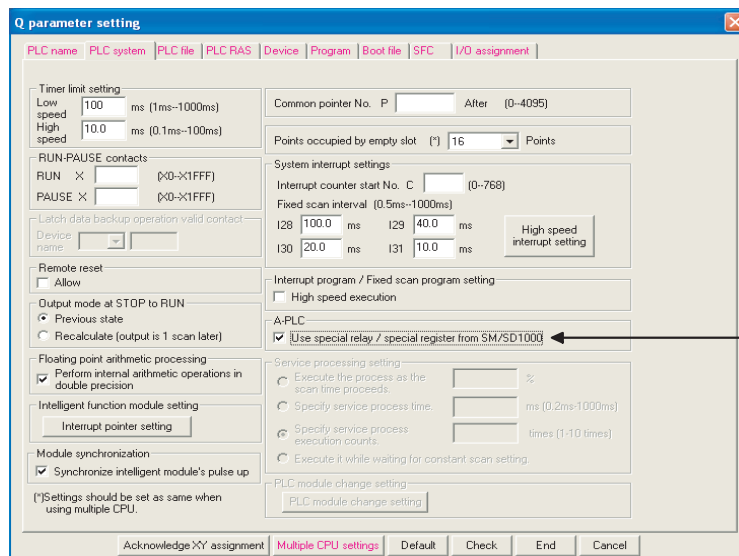 Q parameter setting
PLC name PLC system PLC file PLC RAS Device Program Boot file SFC I/O assignment
Timer limit setting
Low speed 100 ms (1ms--1000ms)
High speed 10.0 ms (0.1ms--100ms)
RUN-PAUSE contacts
RUN X (X0--X1FFF)
PAUSE X (X0--X1FFF)
Latch data backup operation valid contact
Device name
Remote reset
Allow
Output mode at STOP to RUN
Previous state
Recalculate (output is 1 scan later)
Floating point arithmetic processing
Perform internal arithmetic operations in
double precision
Intelligent function module setting
Interrupt pointer setting
Module synchronization
Synchronize intelligent module's pulse up
(*)Settings should be set as same when
using multiple CPU.
Common pointer No. P After (0--4095)
Points occupied by empty slot (*) 16 Points
System interrupt settings
Interrupt counter start No. C (0--768)
Fixed scan interval (0.5ms--1000ms)
I28 100.0 ms I29 40.0 ms
I30 20.0 ms I31 10.0 ms
High speed
interrupt setting
Interrupt program / Fixed scan program setting
High speed execution
A-PLC
Use special relay / special register from SM/SD1000
Service processing setting
Execute the process as the
scan time proceeds. %
Specify service process time. ms (0.2ms-1000ms)
Specify service process
execution counts. times (1-10 times)
Execute it while waiting for constant scan setting.
PLC module change setting
PLC module change setting
Acknowledge XY assignment Multiple CPU settings Default Check End Cancel